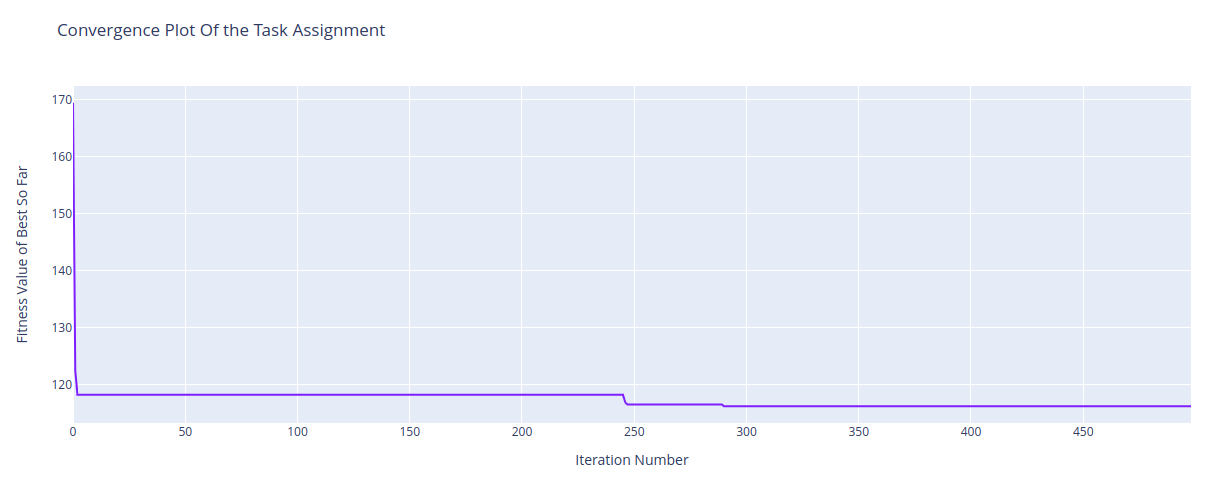 Convergence Plot Of the Task Assignment
Fitness Value of Best So Far
170
160
150
140
130
120
0 50 100 150 200 250 300 350 400 450
Iteration Number